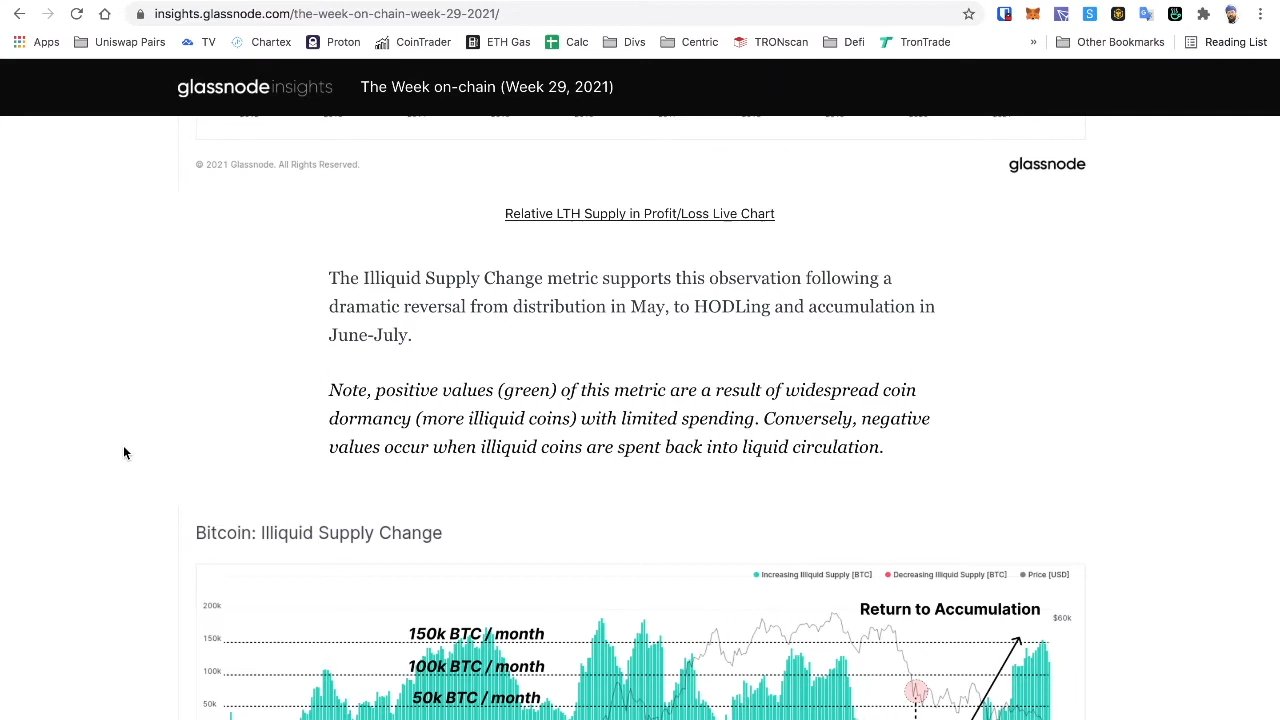 insights.glassnode.com/the-week-on-chain-week-29-2021/
Apps Uniswap Pairs TV Chartex Proton CoinTrader ETH Gas Calc Divs Centric TRONscan Defi TronTrade » Other Bookmarks Reading List
glassnodeinsights The Week on-chain (Week 29, 2021)
© 2021 Glassnode. All Rights Reserved. glassnode
Relative LTH Supply in Profit/Loss Live Chart
The Illiquid Supply Change metric supports this observation following a
dramatic reversal from distribution in May, to HODLing and accumulation in
June-July.
Note, positive values (green) of this metric are a result of widespread coin
dormancy (more illiquid coins) with limited spending. Conversely, negative
values occur when illiquid coins are spent back into liquid circulation.
Bitcoin: Illiquid Supply Change
Increasing Illiquid Supply [BTC] Decreasing Illiquid Supply [BTC] Price [USD]
200k Return to Accumulation $60k
150k 150k BTC / month
100k 100k BTC / month
50k 50k BTC / month